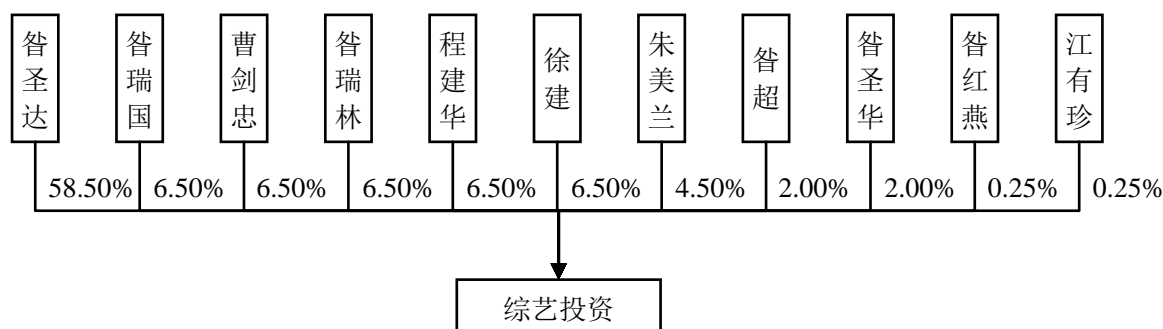 昝圣达
昝瑞国
曹剑忠
昝瑞林
程建华
徐建
朱美兰
昝超
昝圣华
昝红燕
江有珍
58.50% 6.50% 6.50% 6.50% 6.50% 6.50% 4.50% 2.00% 2.00% 0.25% 0.25%
综艺投资